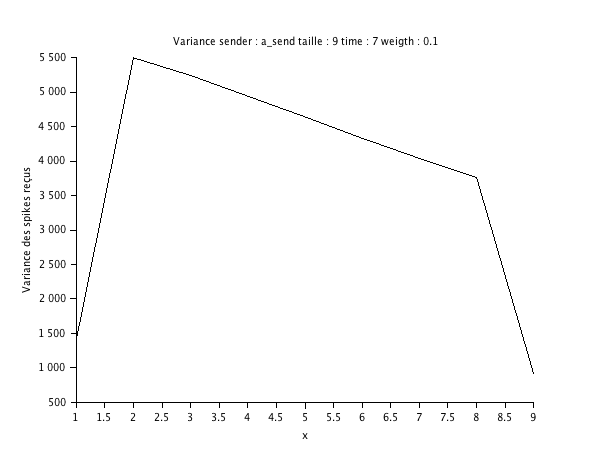 Variance sender : a_send taille : 9 time : 7 weigth : 0.1
5 500
5 000
4 500
4 000
3 500
3 000
2 500
2 000
1 500
1 000
500
Variance des spikes reçus
1 1.5 2 2.5 3 3.5 4 4.5 5 5.5 6 6.5 7 7.5 8 8.5 9
x